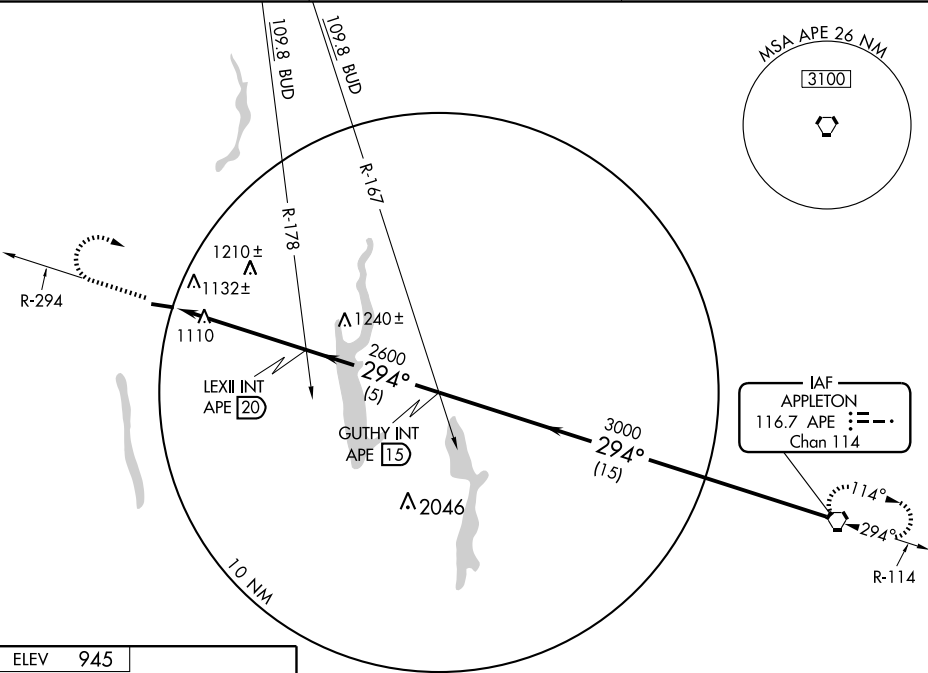 109.8 BUD
109.8 BUD
MSA APE 26 NM
3100
R-167
R-178
1210 ±
1132 ±
R-294
1110
1240 ±
2600
294°
(5)
LEXII INT
APE 20
GUTHY INT
APE 15
3000
294°
(15)
IAF
APPLETON
116.7 APE
Chan 114
2046
114°
294°
R-114
10 NM
ELEV 945